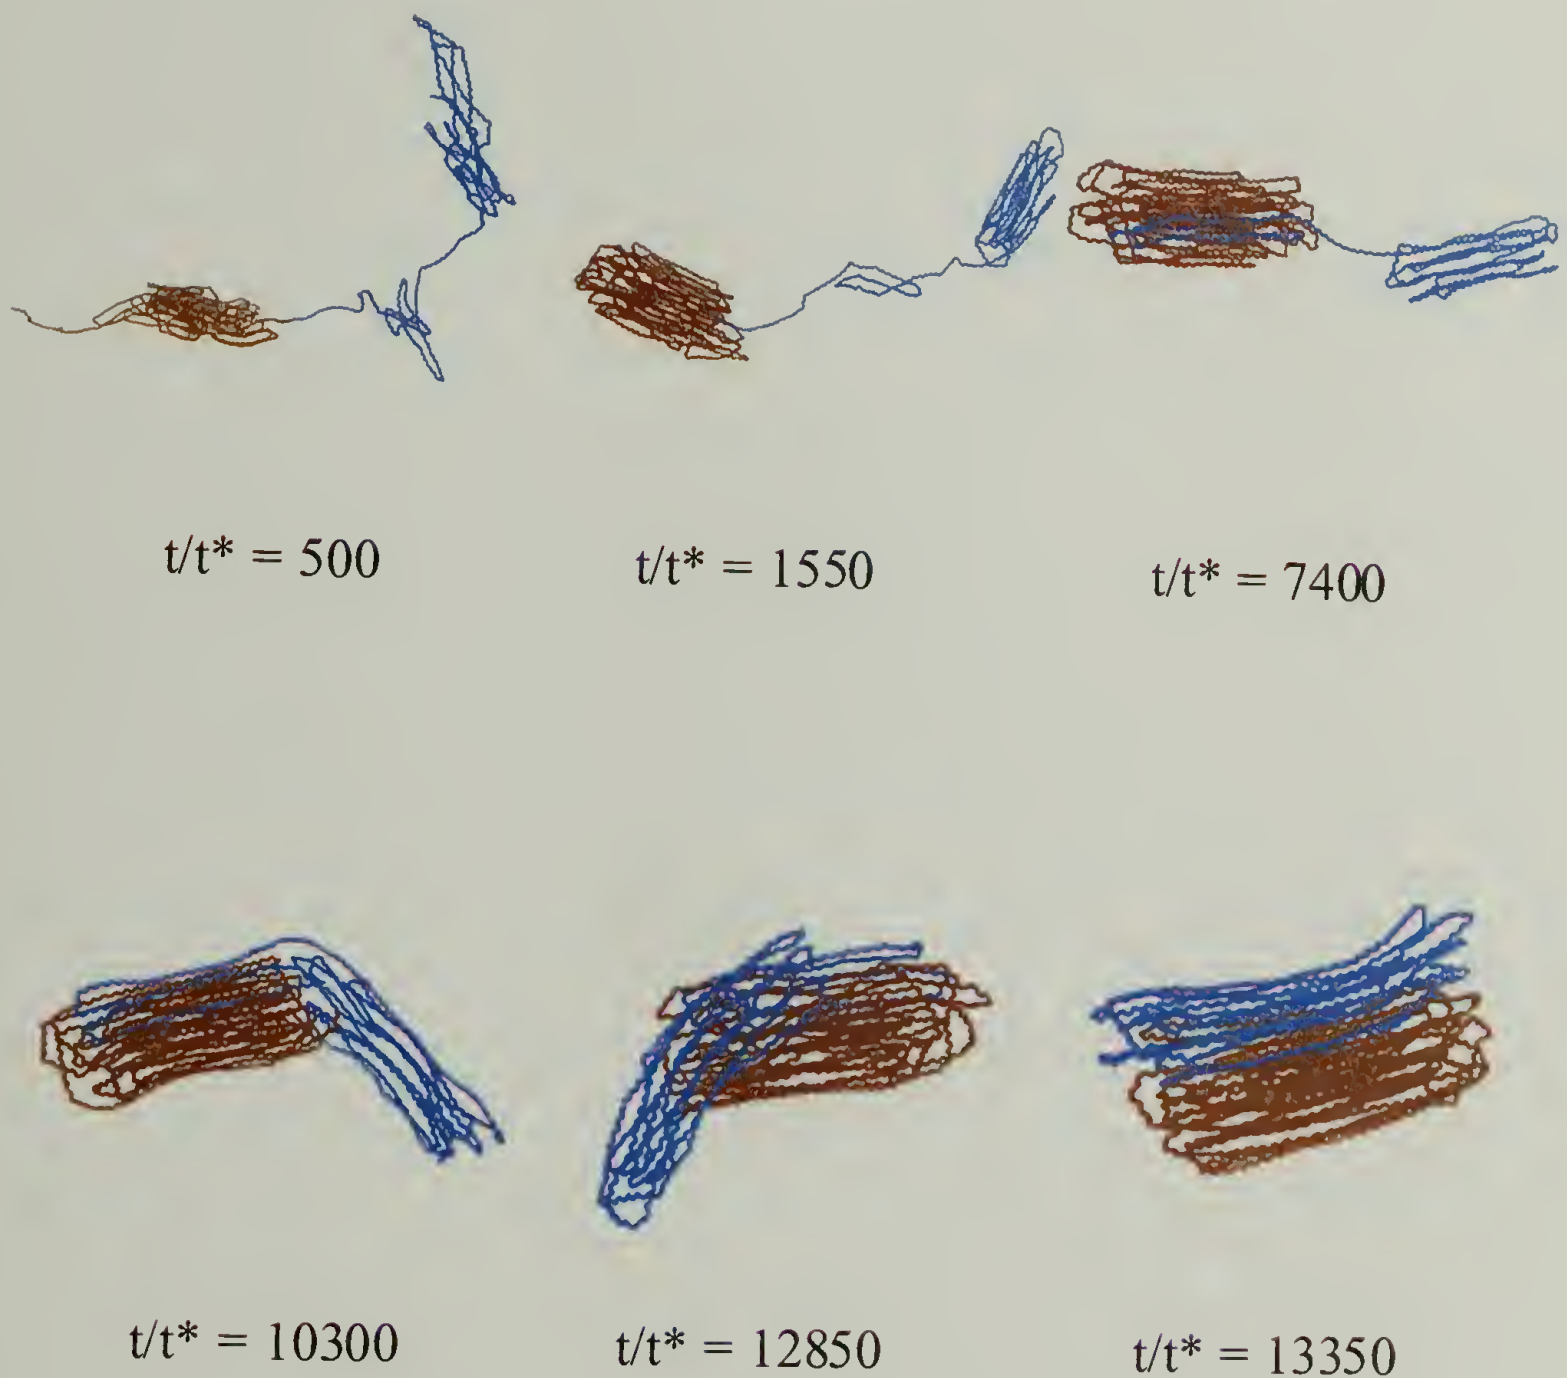 t/t* = 500
t/t* = 1550
t/t* = 7400
t/t* = 10300
t/t* = 12850
t/t* = 13350